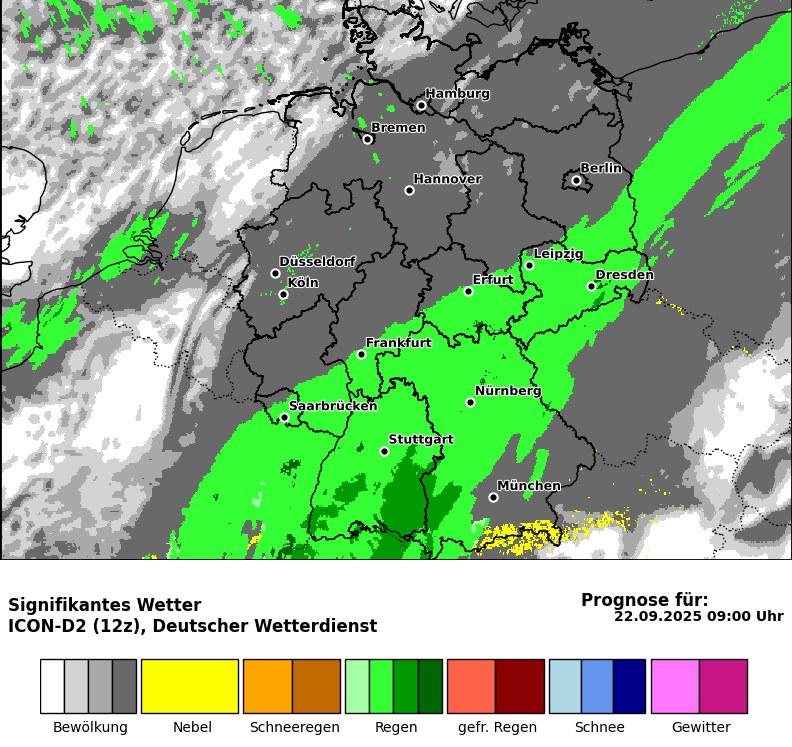 Hamburg
Bremen
Berlin
Hannover
Leipzig
Düsseldorf
Dresden
Köln
Erfurt
Frankfurt
Nürnberg
Saarbrücken
Stuttgart
München
Signifikantes Wetter
ICON-D2 (12z), Deutscher Wetterdienst
Prognose für:
22.09.2025 09:00 Uhr
Bewölkung
Nebel
Schneeregen
Regen
gefr. Regen
Schnee
Gewitter